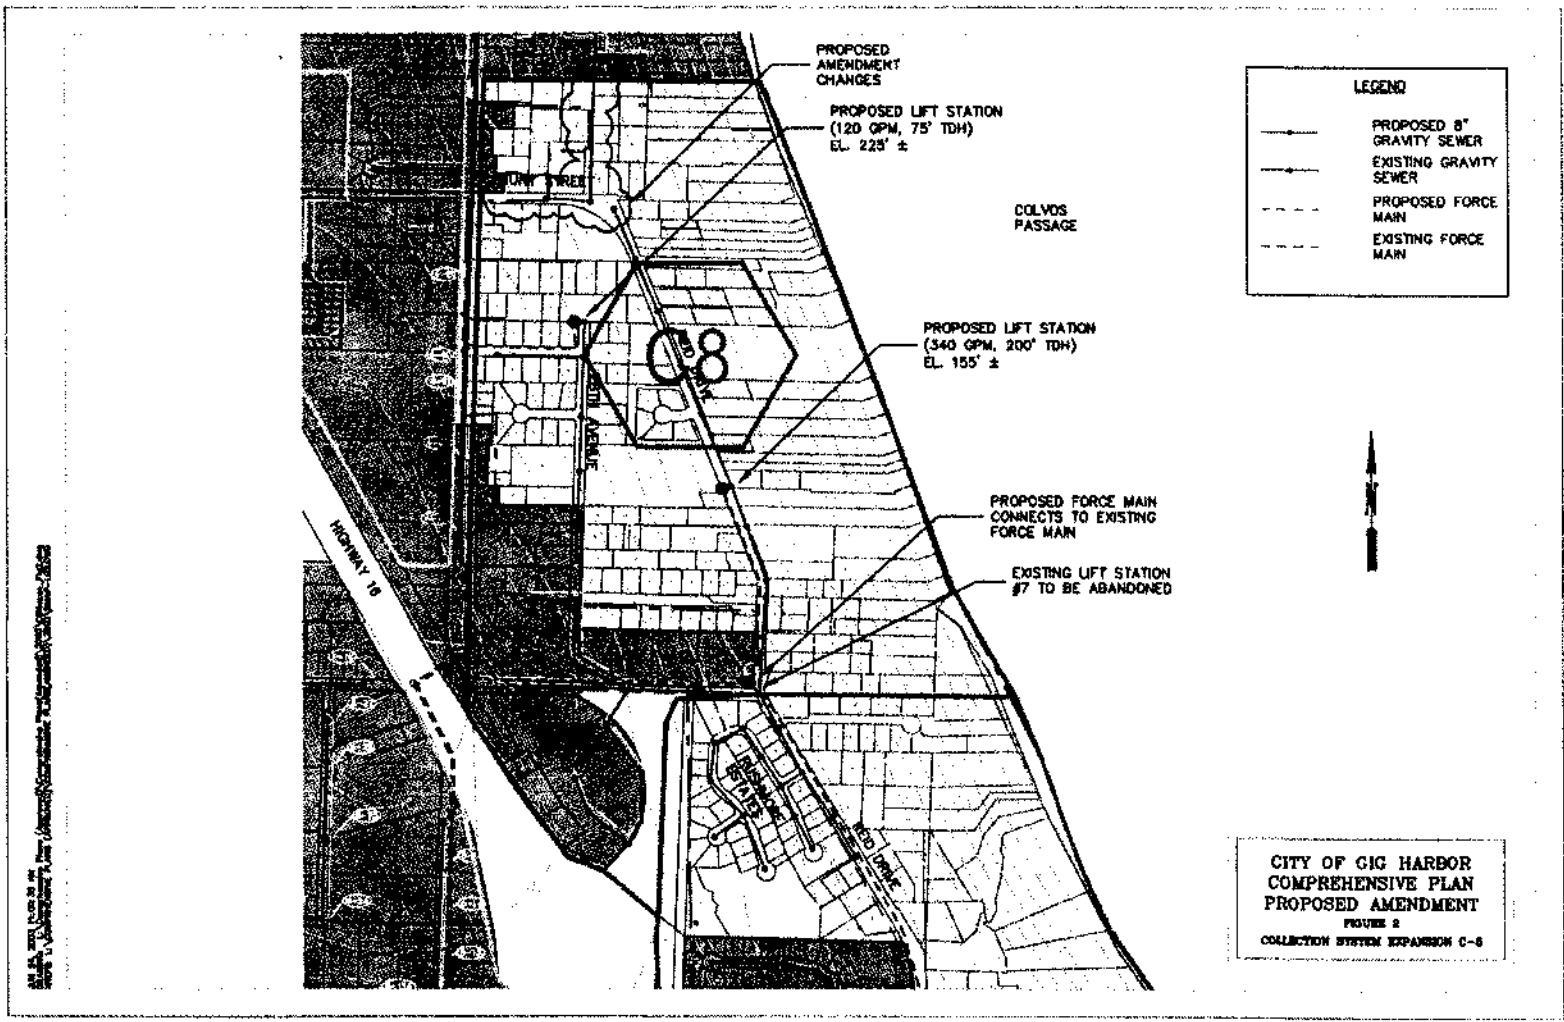 PROPOSED
AMENDMENT
CHANGES
PROPOSED LIFT STATION
(120 GPM, 75' TDH)
EL. 225' ±
COLVOS
PASSAGE
LEGEND
PROPOSED 8"
GRAVITY SEWER
EXISTING GRAVITY
SEWER
PROPOSED FORCE
MAIN
EXISTING FORCE
MAIN
C8
AVENUE
PROPOSED LIFT STATION
(340 GPM, 200' TDH)
EL. 155' ±
PROPOSED FORCE MAIN
CONNECTS TO EXISTING
FORCE MAIN
EXISTING LIFT STATION
#7 TO BE ABANDONED
HIGHWAY 16
ESTATES
REID DRIVE
CITY OF GIG HARBOR
COMPREHENSIVE PLAN
PROPOSED AMENDMENT
FIGURE 2
COLLECTION SYSTEM EXPANSION